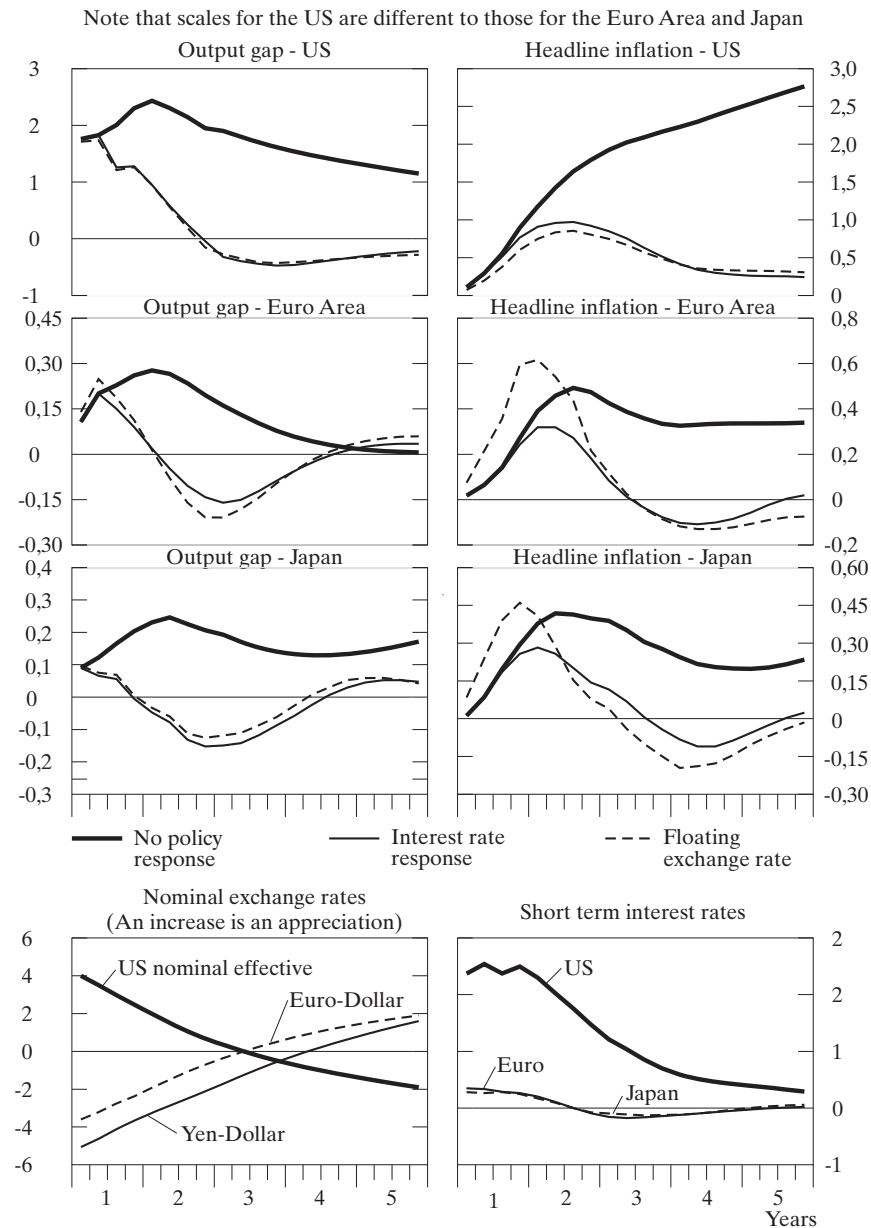 Note that scales for the US are different to those for the Euro Area and Japan
Output gap - US
Headline inflation - US
3
2
1
0
-1
3,0
2,5
2,0
1,5
1,0
0,5
0
Output gap - Euro Area
Headline inflation - Euro Area
0,45
0,30
0,15
0
-0,15
-0,30
0,8
0,6
0,4
0,2
0
-0,2
Output gap - Japan
Headline inflation - Japan
0,4
0,3
0,2
0,1
0
-0,1
-0,2
-0,3
0,60
0,45
0,30
0,15
0
-0,15
-0,30
No policy
response
Interest rate
response
Floating
exchange rate
Nominal exchange rates
(An increase is an appreciation)
Short term interest rates
6
4
2
0
-2
-4
-6
US nominal effective
Euro-Dollar
Yen-Dollar
2
2
1
0
-1
US
Euro
Japan
1 2 3 4 5
1 2 3 4 5
Years